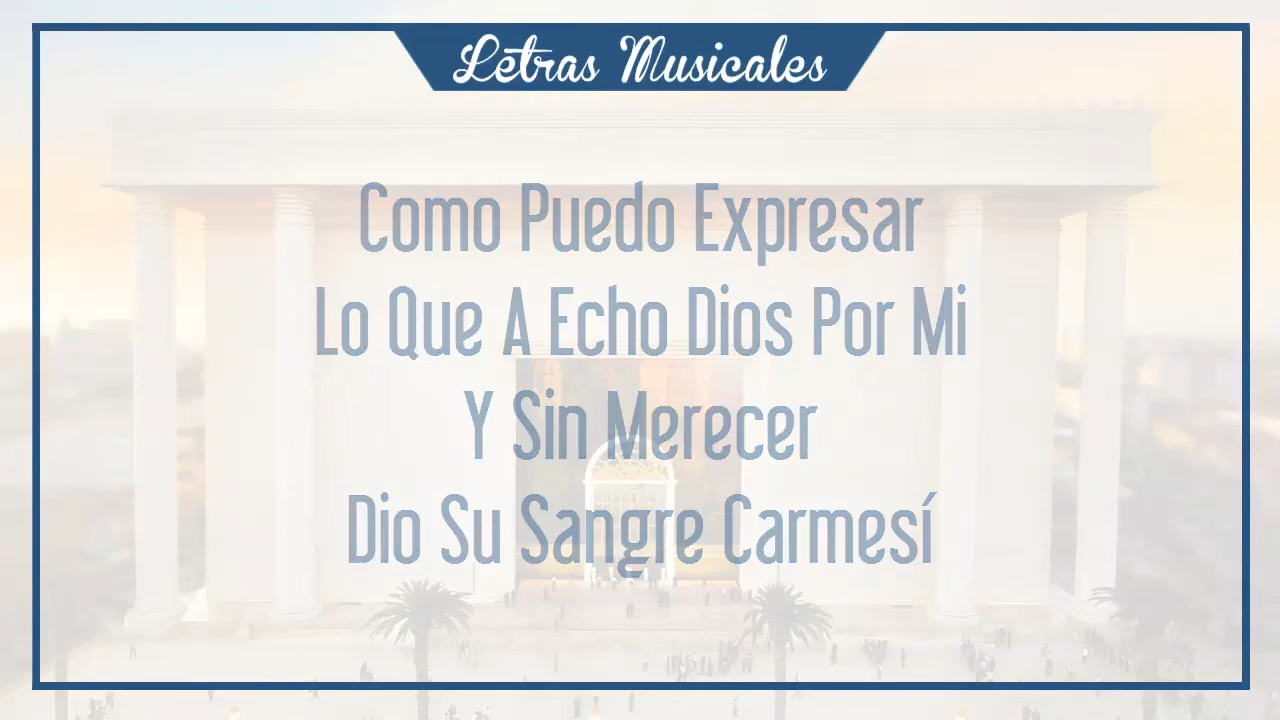 Letras Musicales
Como Puedo Expresar
Lo Que A Echo Dios Por Mi
Y Sin Merecer
Dio Su Sangre Carmesí